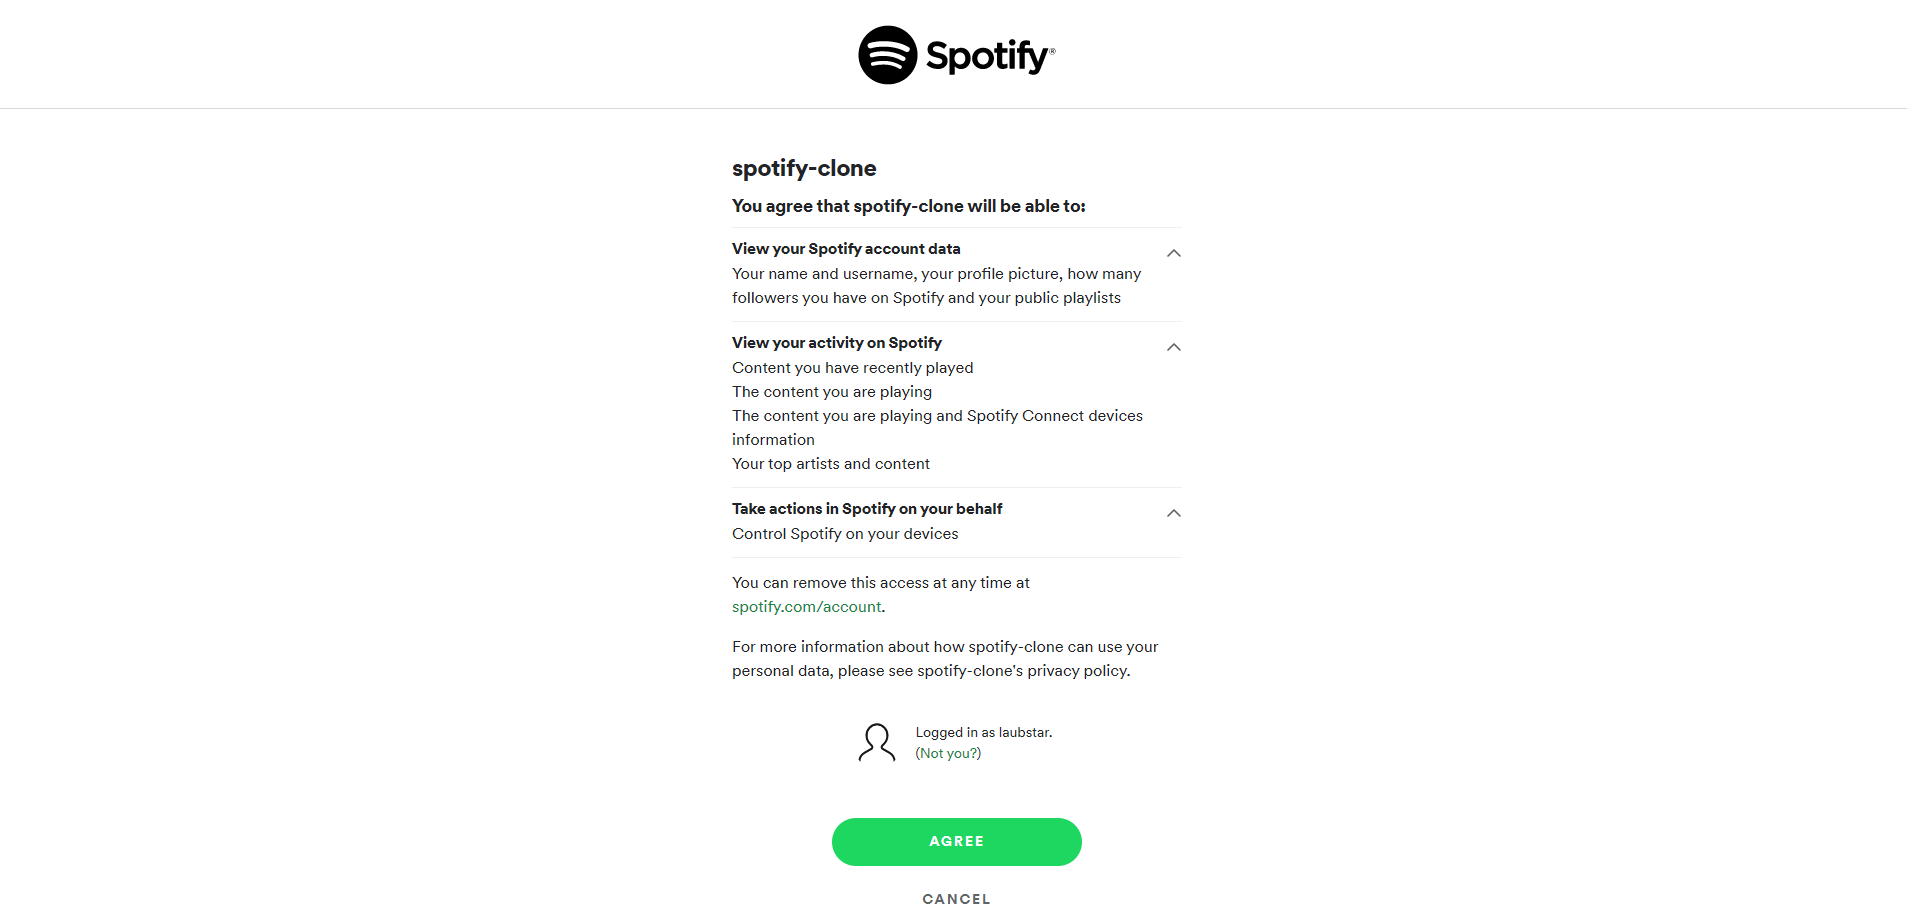 Spotify®
spotify-clone
You agree that spotify-clone will be able to:
View your Spotify account data
Your name and username, your profile picture, how many
followers you have on Spotify and your public playlists
View your activity on Spotify
Content you have recently played
The content you are playing
The content you are playing and Spotify Connect devices
information
Your top artists and content
Take actions in Spotify on your behalf
Control Spotify on your devices
You can remove this access at any time at
spotify.com/account.
For more information about how spotify-clone can use your
personal data, please see spotify-clone's privacy policy.
Logged in as laubstar.
(Not you?)
AGREE
CANCEL